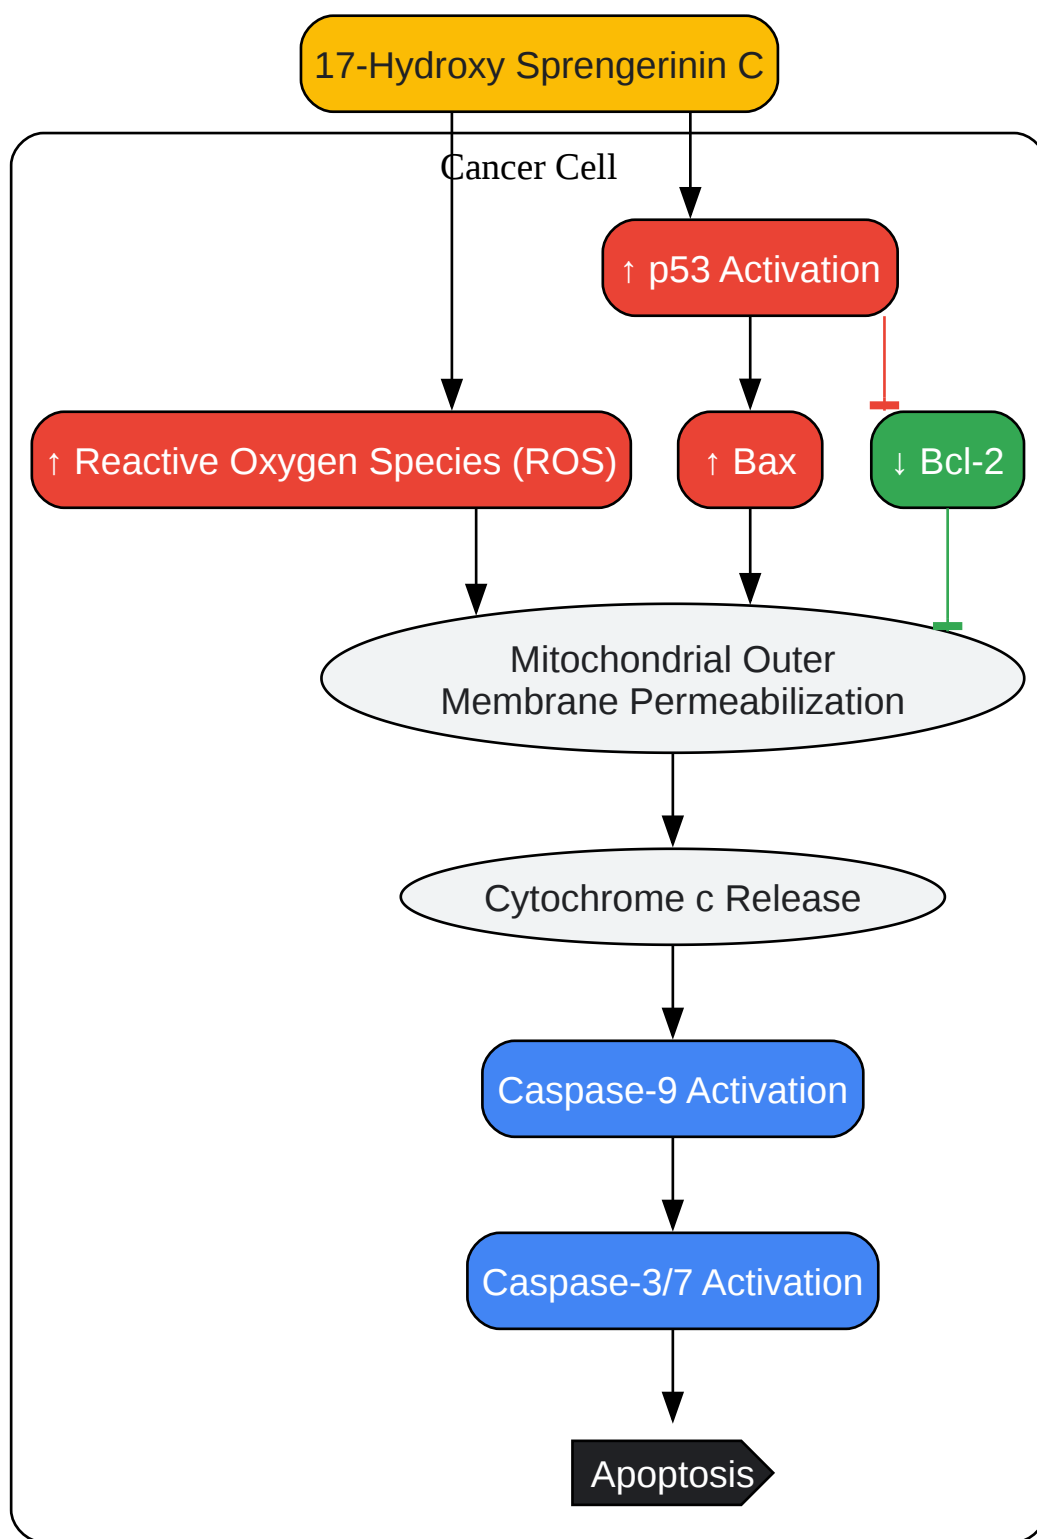 17-Hydroxy Sprengerinin C
Cancer Cell
↑ p53 Activation
↑ Reactive Oxygen Species (ROS)
↑ Bax
↓ Bcl-2
Mitochondrial Outer
Membrane Permeabilization
Cytochrome c Release
Caspase-9 Activation
Caspase-3/7 Activation
Apoptosis